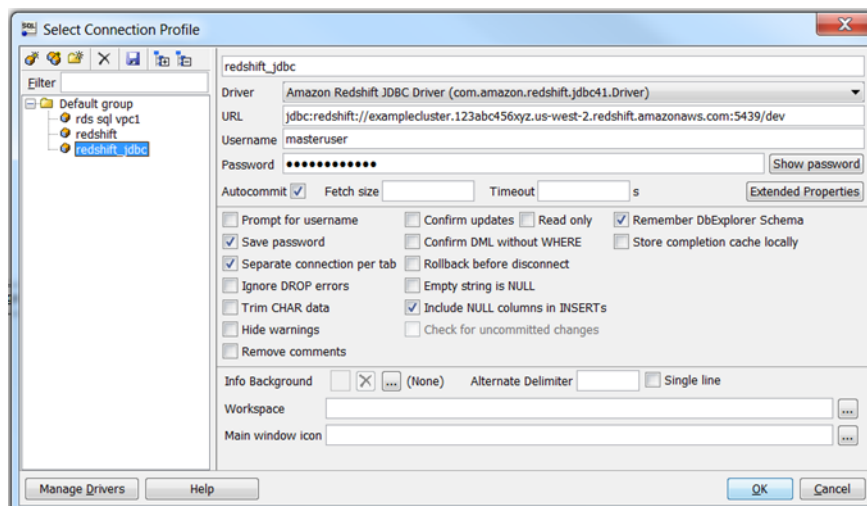 Select Connection Profile
redshift_jdbc
Filter
Driver Amazon Redshift JDBC Driver (com.amazon.redshift.jdbc41.Driver)
Default group
URL jdbc:redshift://examplecluster.123abc456xyz.us-west-2.redshift.amazonaws.com:5439/dev
rds sql vpc1
redshift
Username masteruser
redshift_jdbc
Password ●●●●●●●●●●●● Show password
Autocommit Fetch size Timeout s Extended Properties
Prompt for username Confirm updates Read only Remember DbExplorer Schema
Save password Confirm DML without WHERE Store completion cache locally
Separate connection per tab Rollback before disconnect
Ignore DROP errors Empty string is NULL
Trim CHAR data Include NULL columns in INSERTs
Hide warnings Check for uncommitted changes
Remove comments
Info Background ... (None) Alternate Delimiter Single line
Workspace ...
Main window icon ...
Manage Drivers Help OK Cancel